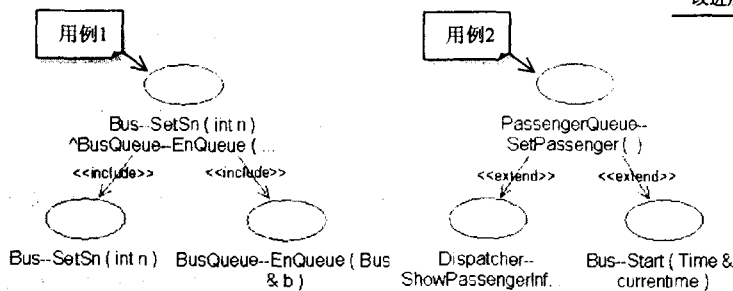 用例1
用例2
Bus--SetSn ( int n )
^BusQueue--EnQueue ( ...
PassengerQueue--
SetPassenger ( )
<<include>>
<<include>>
<<extend>>
<<extend>>
Bus--SetSn ( int n )
BusQueue--EnQueue ( Bus
& b )
Dispatcher--
ShowPassengerInf...
Bus--Start ( Time &
currentime )